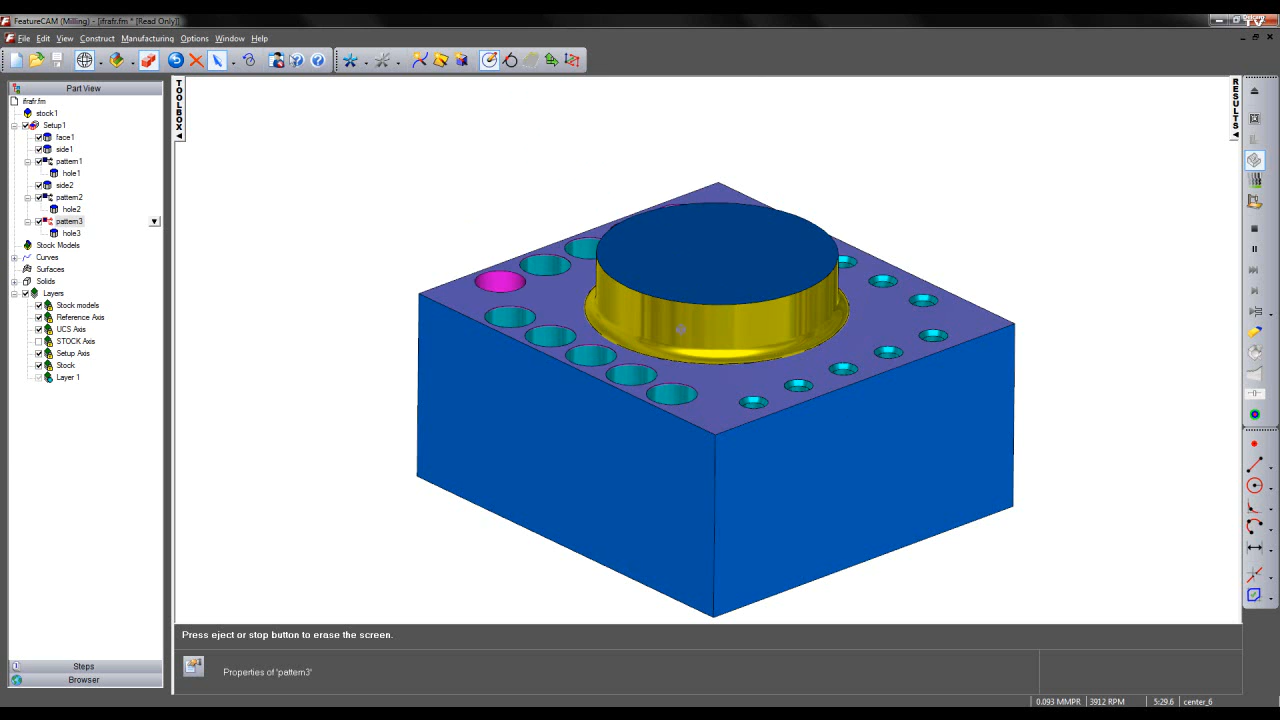 FeatureCAM (Milling) - [ifrafr.fm * [Read Only]]
TV
File Edit View Construct Manufacturing Options Window Help
Part View
ifrafr.fm
stock1
Setup1
face1
side1
pattern1
hole1
side2
pattern2
hole2
pattern3
hole3
Stock Models
Curves
Surfaces
Solids
Layers
Stock models
Reference Axis
UCS Axis
STOCK Axis
Setup Axis
Stock
Layer 1
Steps
Browser
TOOLBOX
RESULTS
Press eject or stop button to erase the screen.
Properties of 'pattern3'
0.093 MMPR 3912 RPM 5:29.6 center_6